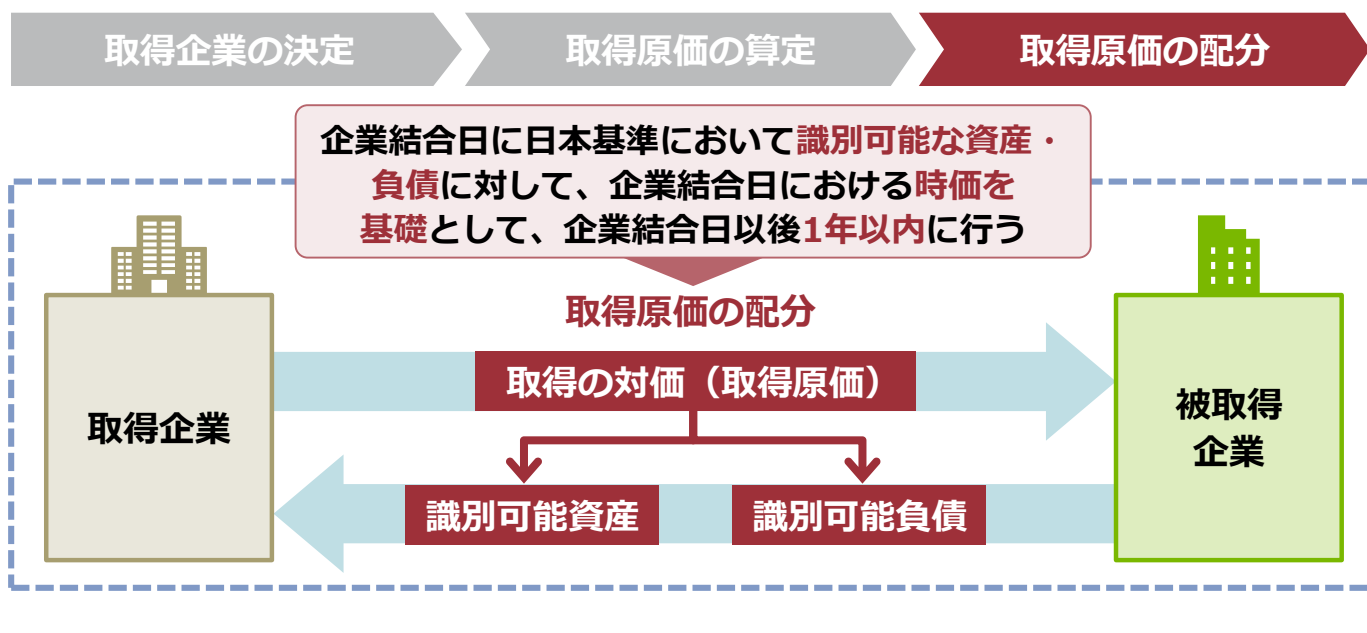 取得企業の決定
取得原価の算定
取得原価の配分
企業結合日に日本基準において識別可能な資産・
負債に対して、企業結合日における時価を
基礎として、企業結合日以後1年以内に行う
取得原価の配分
取得の対価（取得原価）
取得企業
被取得
企業
識別可能資産
識別可能負債